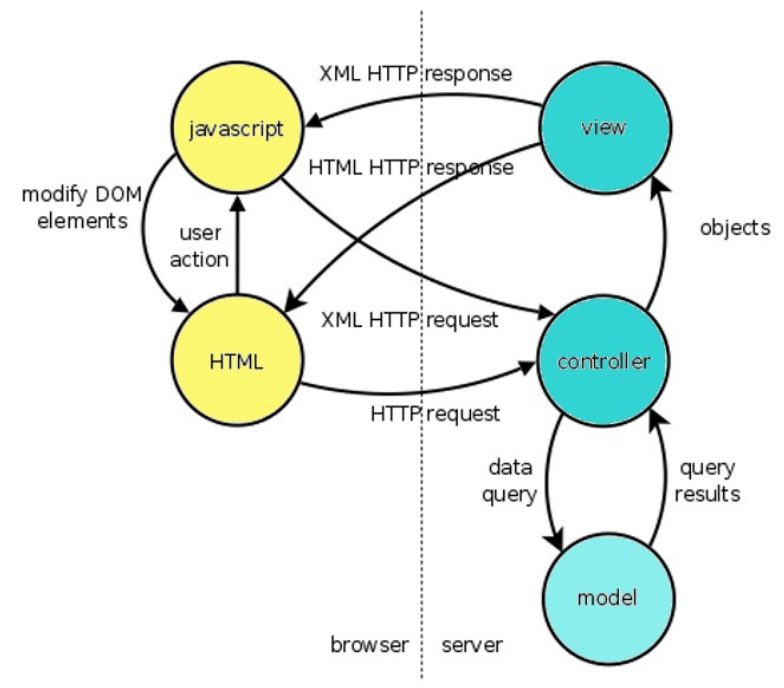 XML HTTP response
javascript
view
HTML HTTP response
modify DOM
elements
user
action
objects
XML HTTP request
HTML
controller
HTTP request
data
query
query
results
model
browser
server